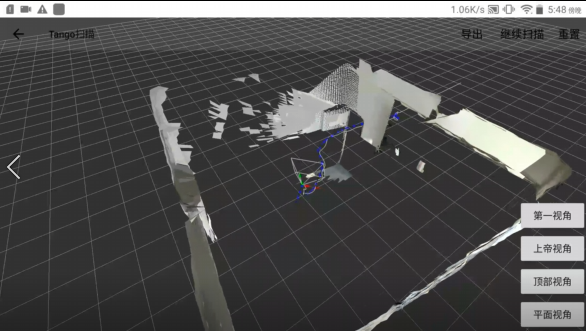 1.06K/s 5:48 傍晚
Tango扫描 导出 继续扫描 重置
第一视角
上帝视角
顶部视角
平面视角